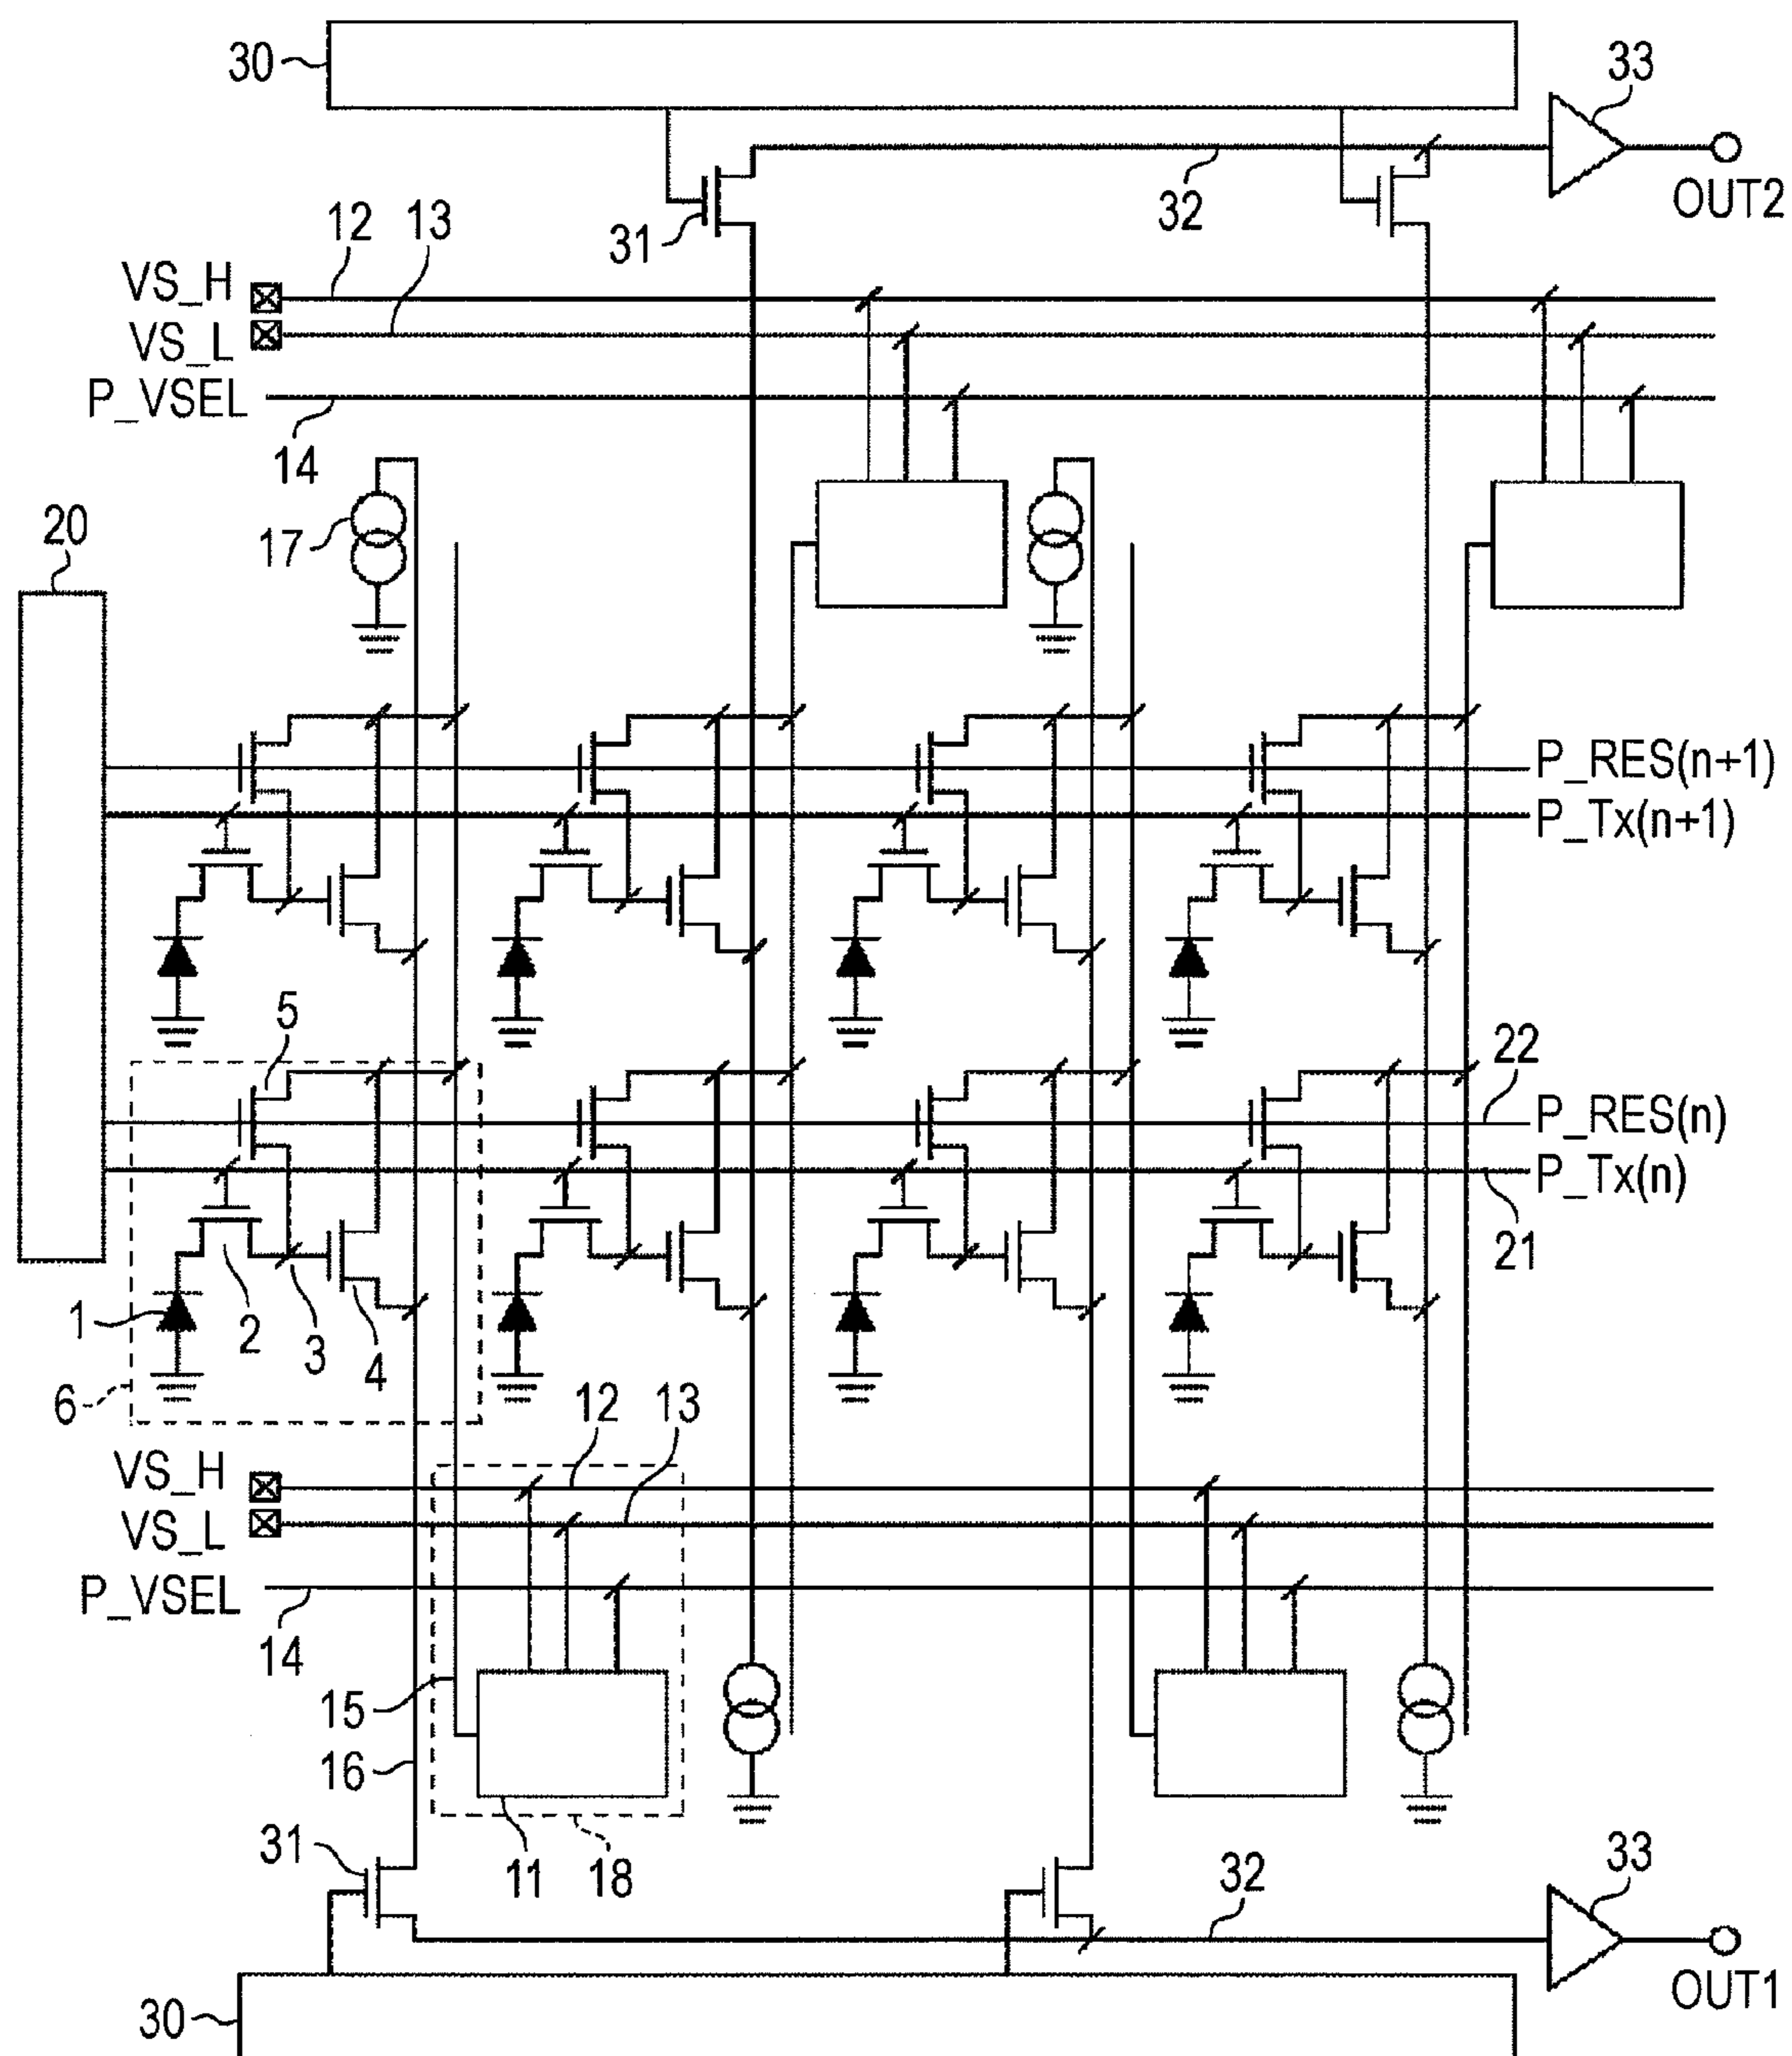 30
33
32
OUT2
31
12
13
VS_H
VS_L
P_VSEL
14
17
20
P_RES(n+1)
P_Tx(n+1)
5
22
P_RES(n)
P_Tx(n)
21
1
2
3
4
6
12
13
VS_H
VS_L
P_VSEL
14
15
16
31
11
18
32
33
OUT1
30